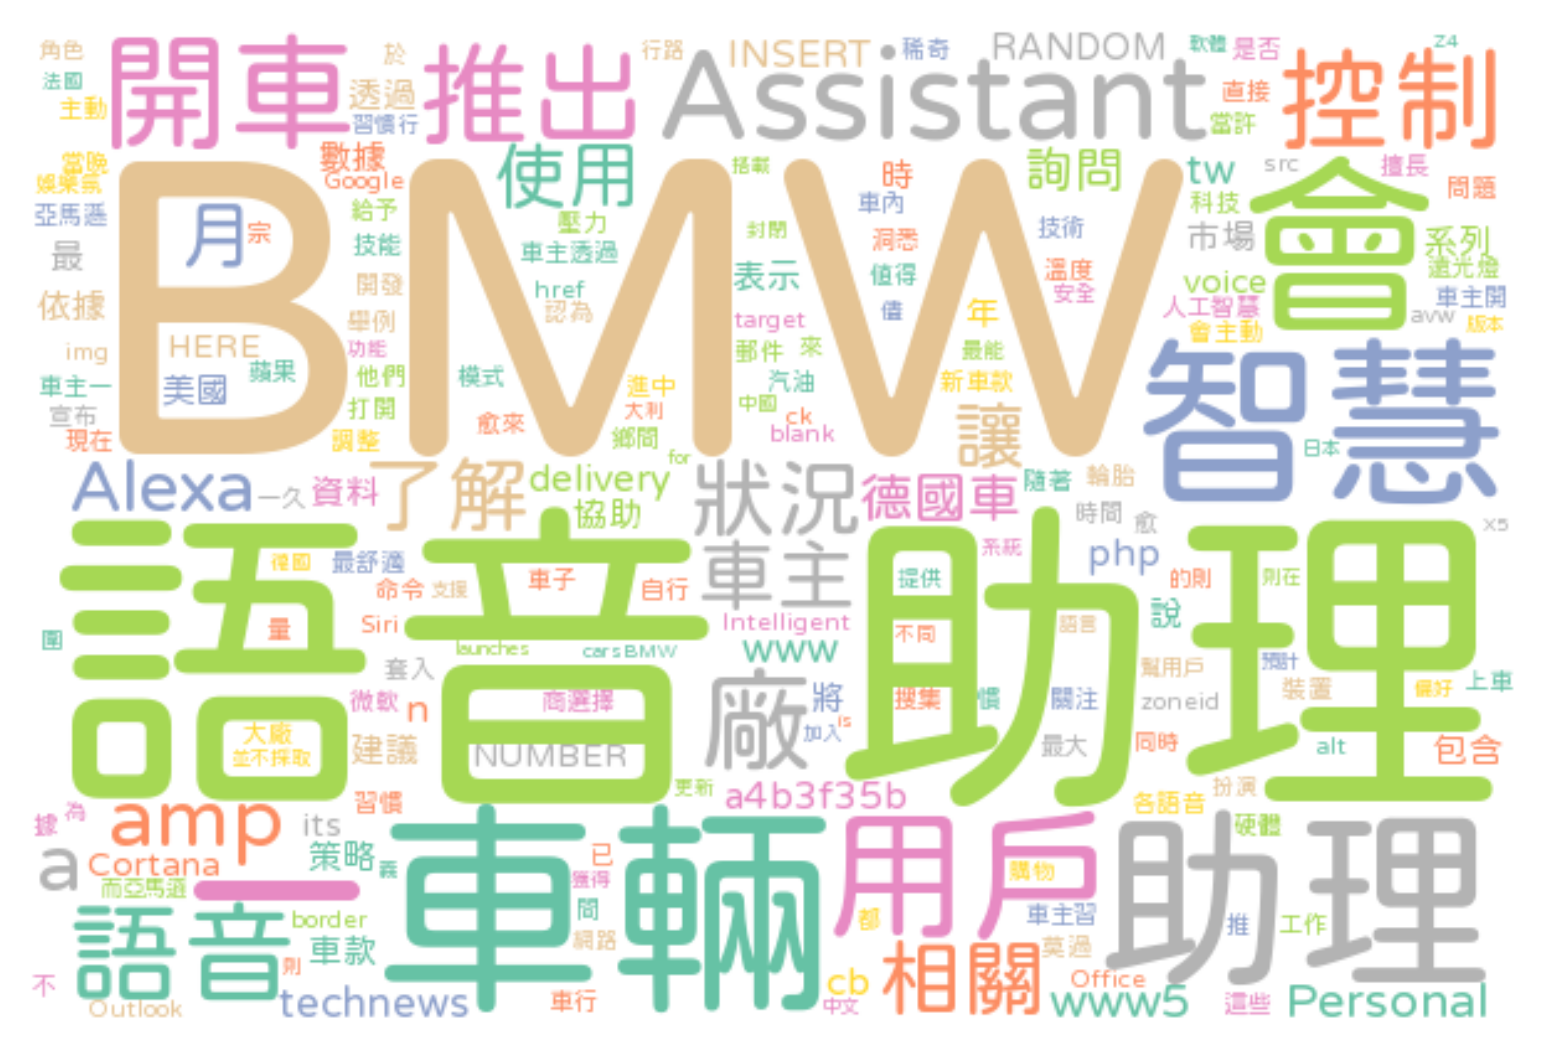 角色 開車 推出 於 行路 INSERT Assistant 稀奇 RANDOM 軟體 是否 Z4 控制
法國 透過 直接
主動 習慣行 當許
當晚 數據 使用 搭載 時 詢問 tw src 擅長
Google 會 問題
亞馬遜 BMW 月 宗 給予 壓力 封閉 車內 科技
最 技能 車主透過 洞悉 技術 市場 系列
依據 開發 href 表示 值得 溫度 voice 遠光燈
舉例 認為 target 儘 年 安全 人工智慧 車主開
img HERE 功能 郵件 來 最能 會主動 avw 版本
車主一 美國 蘋果 他們 模式 進中 汽油 新車款 智慧
宣布 打開 大利 中國 ck 讓
現在 調整 愈來 鄉間 blank 日本
Alexa 一久 資料 了解 delivery for 狀況 德國車 隨著 輪胎
協助 時間 愈 X5
語音助理 德國 最舒適 車子 車主 系統 php
命令 支援 自行 提供 的則 則在
量 Siri Intelligent 不同 語言 說
圍 launches carsBMW www 預計
套入 廠 幫用戶 裝置 偏好 上車
微軟 n 商選擇 將 搜集 慣 關注 zoneid
大廠 建議 NUMBER 加入 is 最大 同時 alt 包含
並不採取
習慣 更新 a4b3f35b 各語音 扮演
據 為 amp its 車輛 用戶 助理 硬體
a Cortana 策略 義 已
而亞馬遜 一 獲得 購物
語音 border 間 都 車主習 推 工作
則 車款 網器 相關 莫過
不 Outlook technews 車行 cb 中文 Office www5 這些 Personal